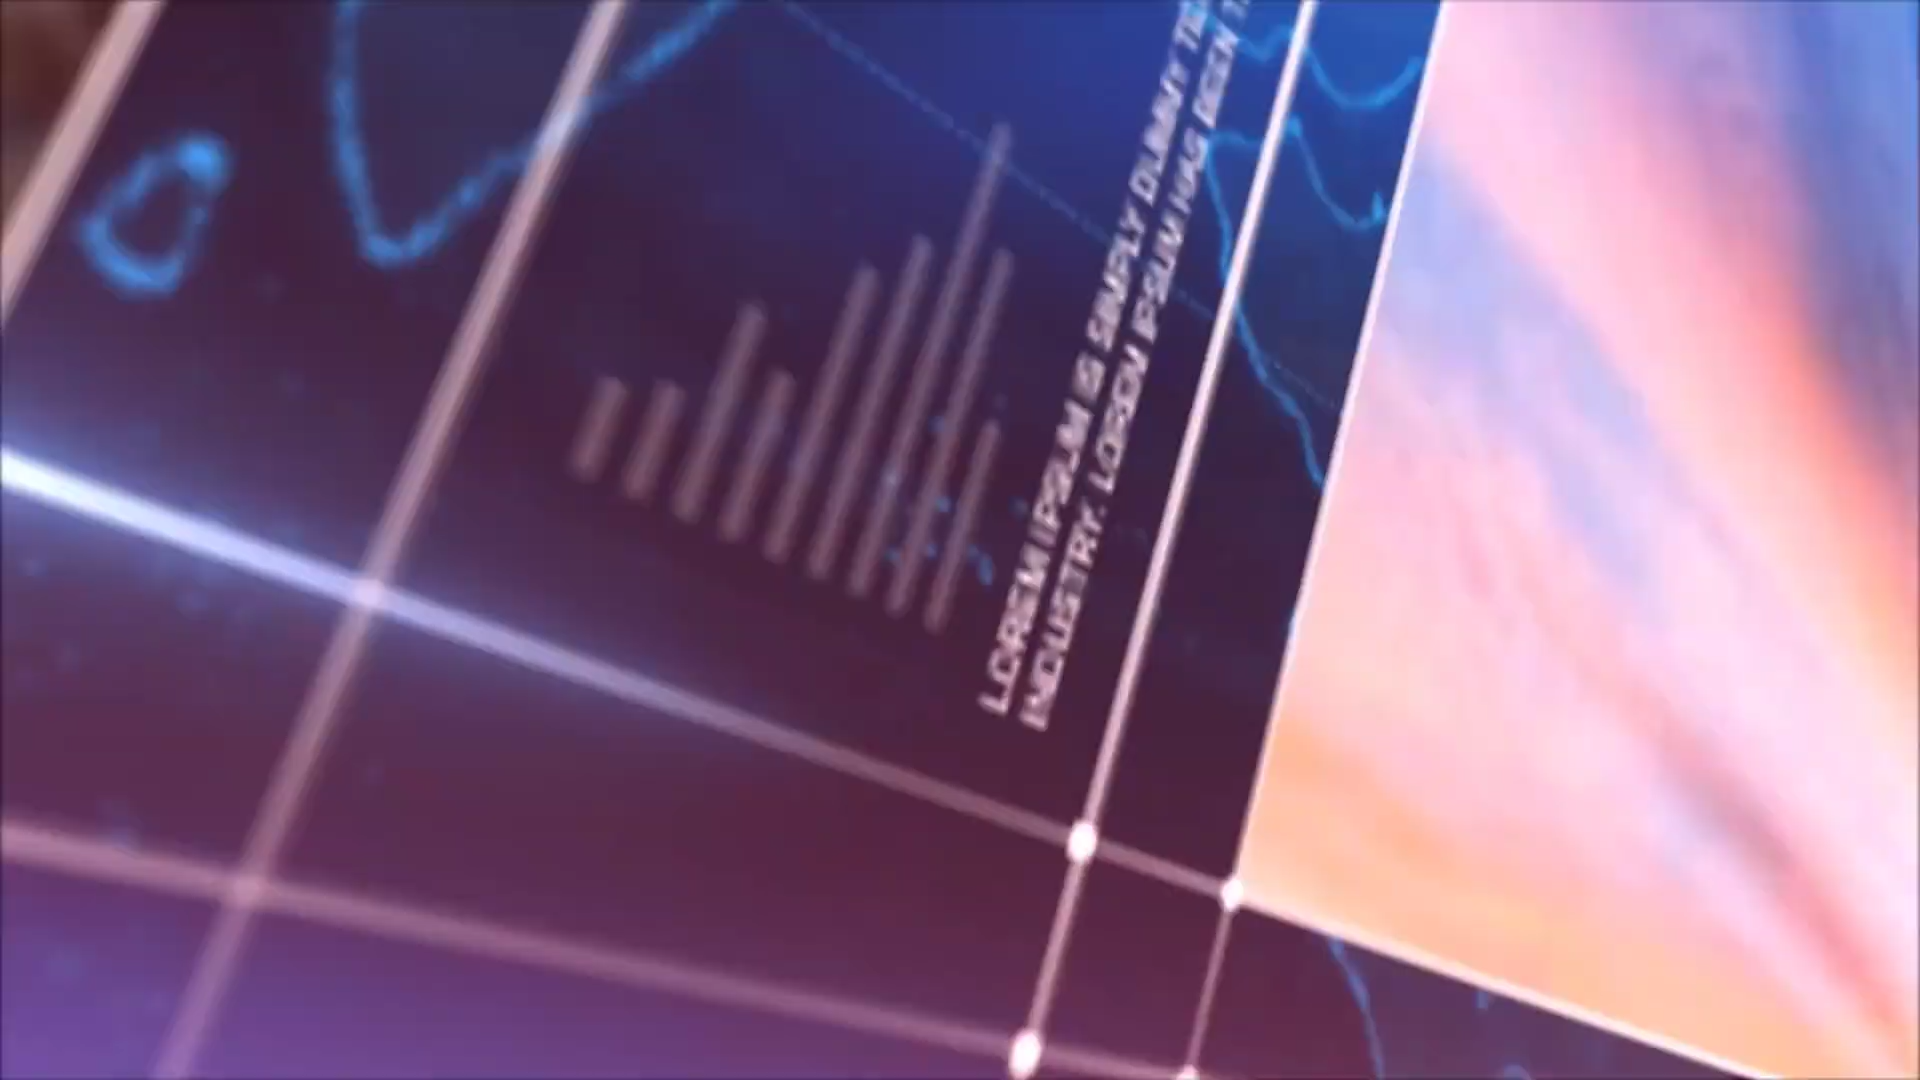 LOREM IPSUM IS SIMPLY DUMMY
INDUSTRY. LOREM IPSUM HAS BEEN